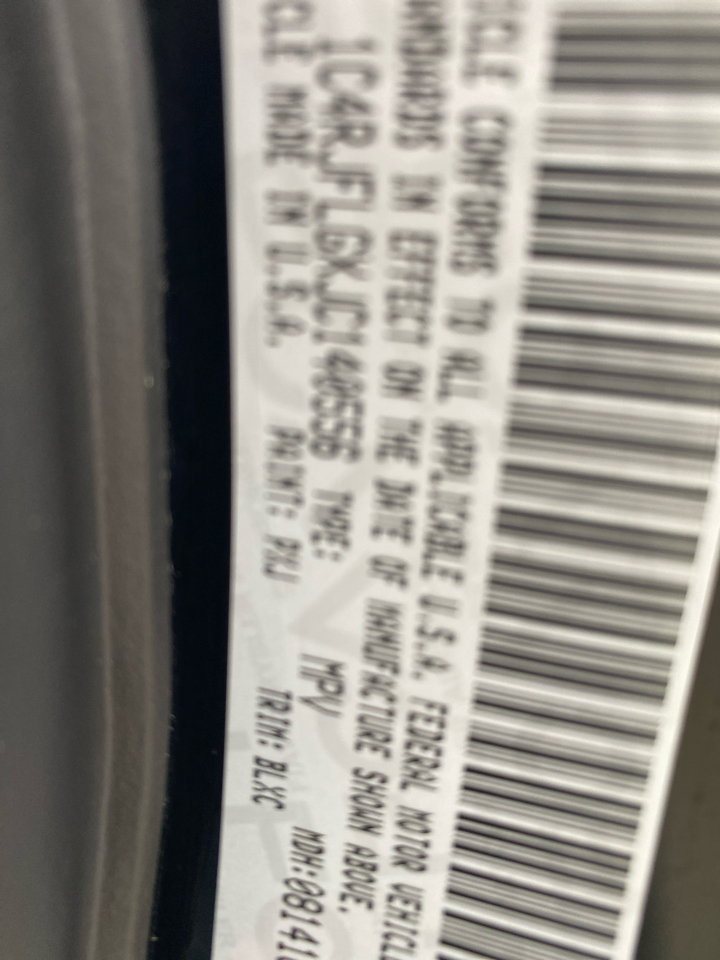 ICLE CONFORMS TO ALL APPLICABLE U.S.A. FEDERAL MOTOR VEHICL
ANDARDS IN EFFECT ON THE DATE OF MANUFACTURE SHOWN ABOVE.
1C4RJFLGXJC140556 TYPE: MPV MDH:08141
CLE MADE IN U.S.A. PAINT: PXJ TRIM: BLXC